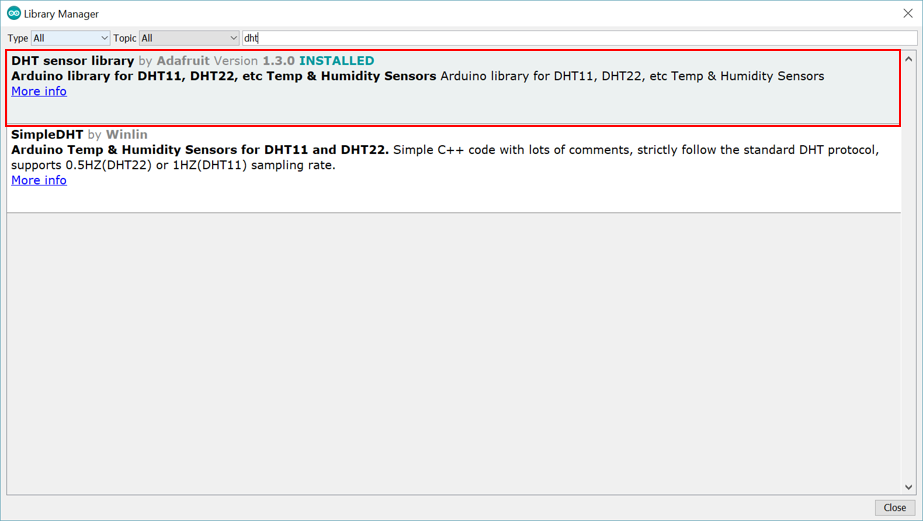 Library Manager
Type All Topic All dht
DHT sensor library by Adafruit Version 1.3.0 INSTALLED
Arduino library for DHT11, DHT22, etc Temp & Humidity Sensors Arduino library for DHT11, DHT22, etc Temp & Humidity Sensors
More info
SimpleDHT by Winlin
Arduino Temp & Humidity Sensors for DHT11 and DHT22. Simple C++ code with lots of comments, strictly follow the standard DHT protocol,
supports 0.5HZ(DHT22) or 1HZ(DHT11) sampling rate.
More info
Close